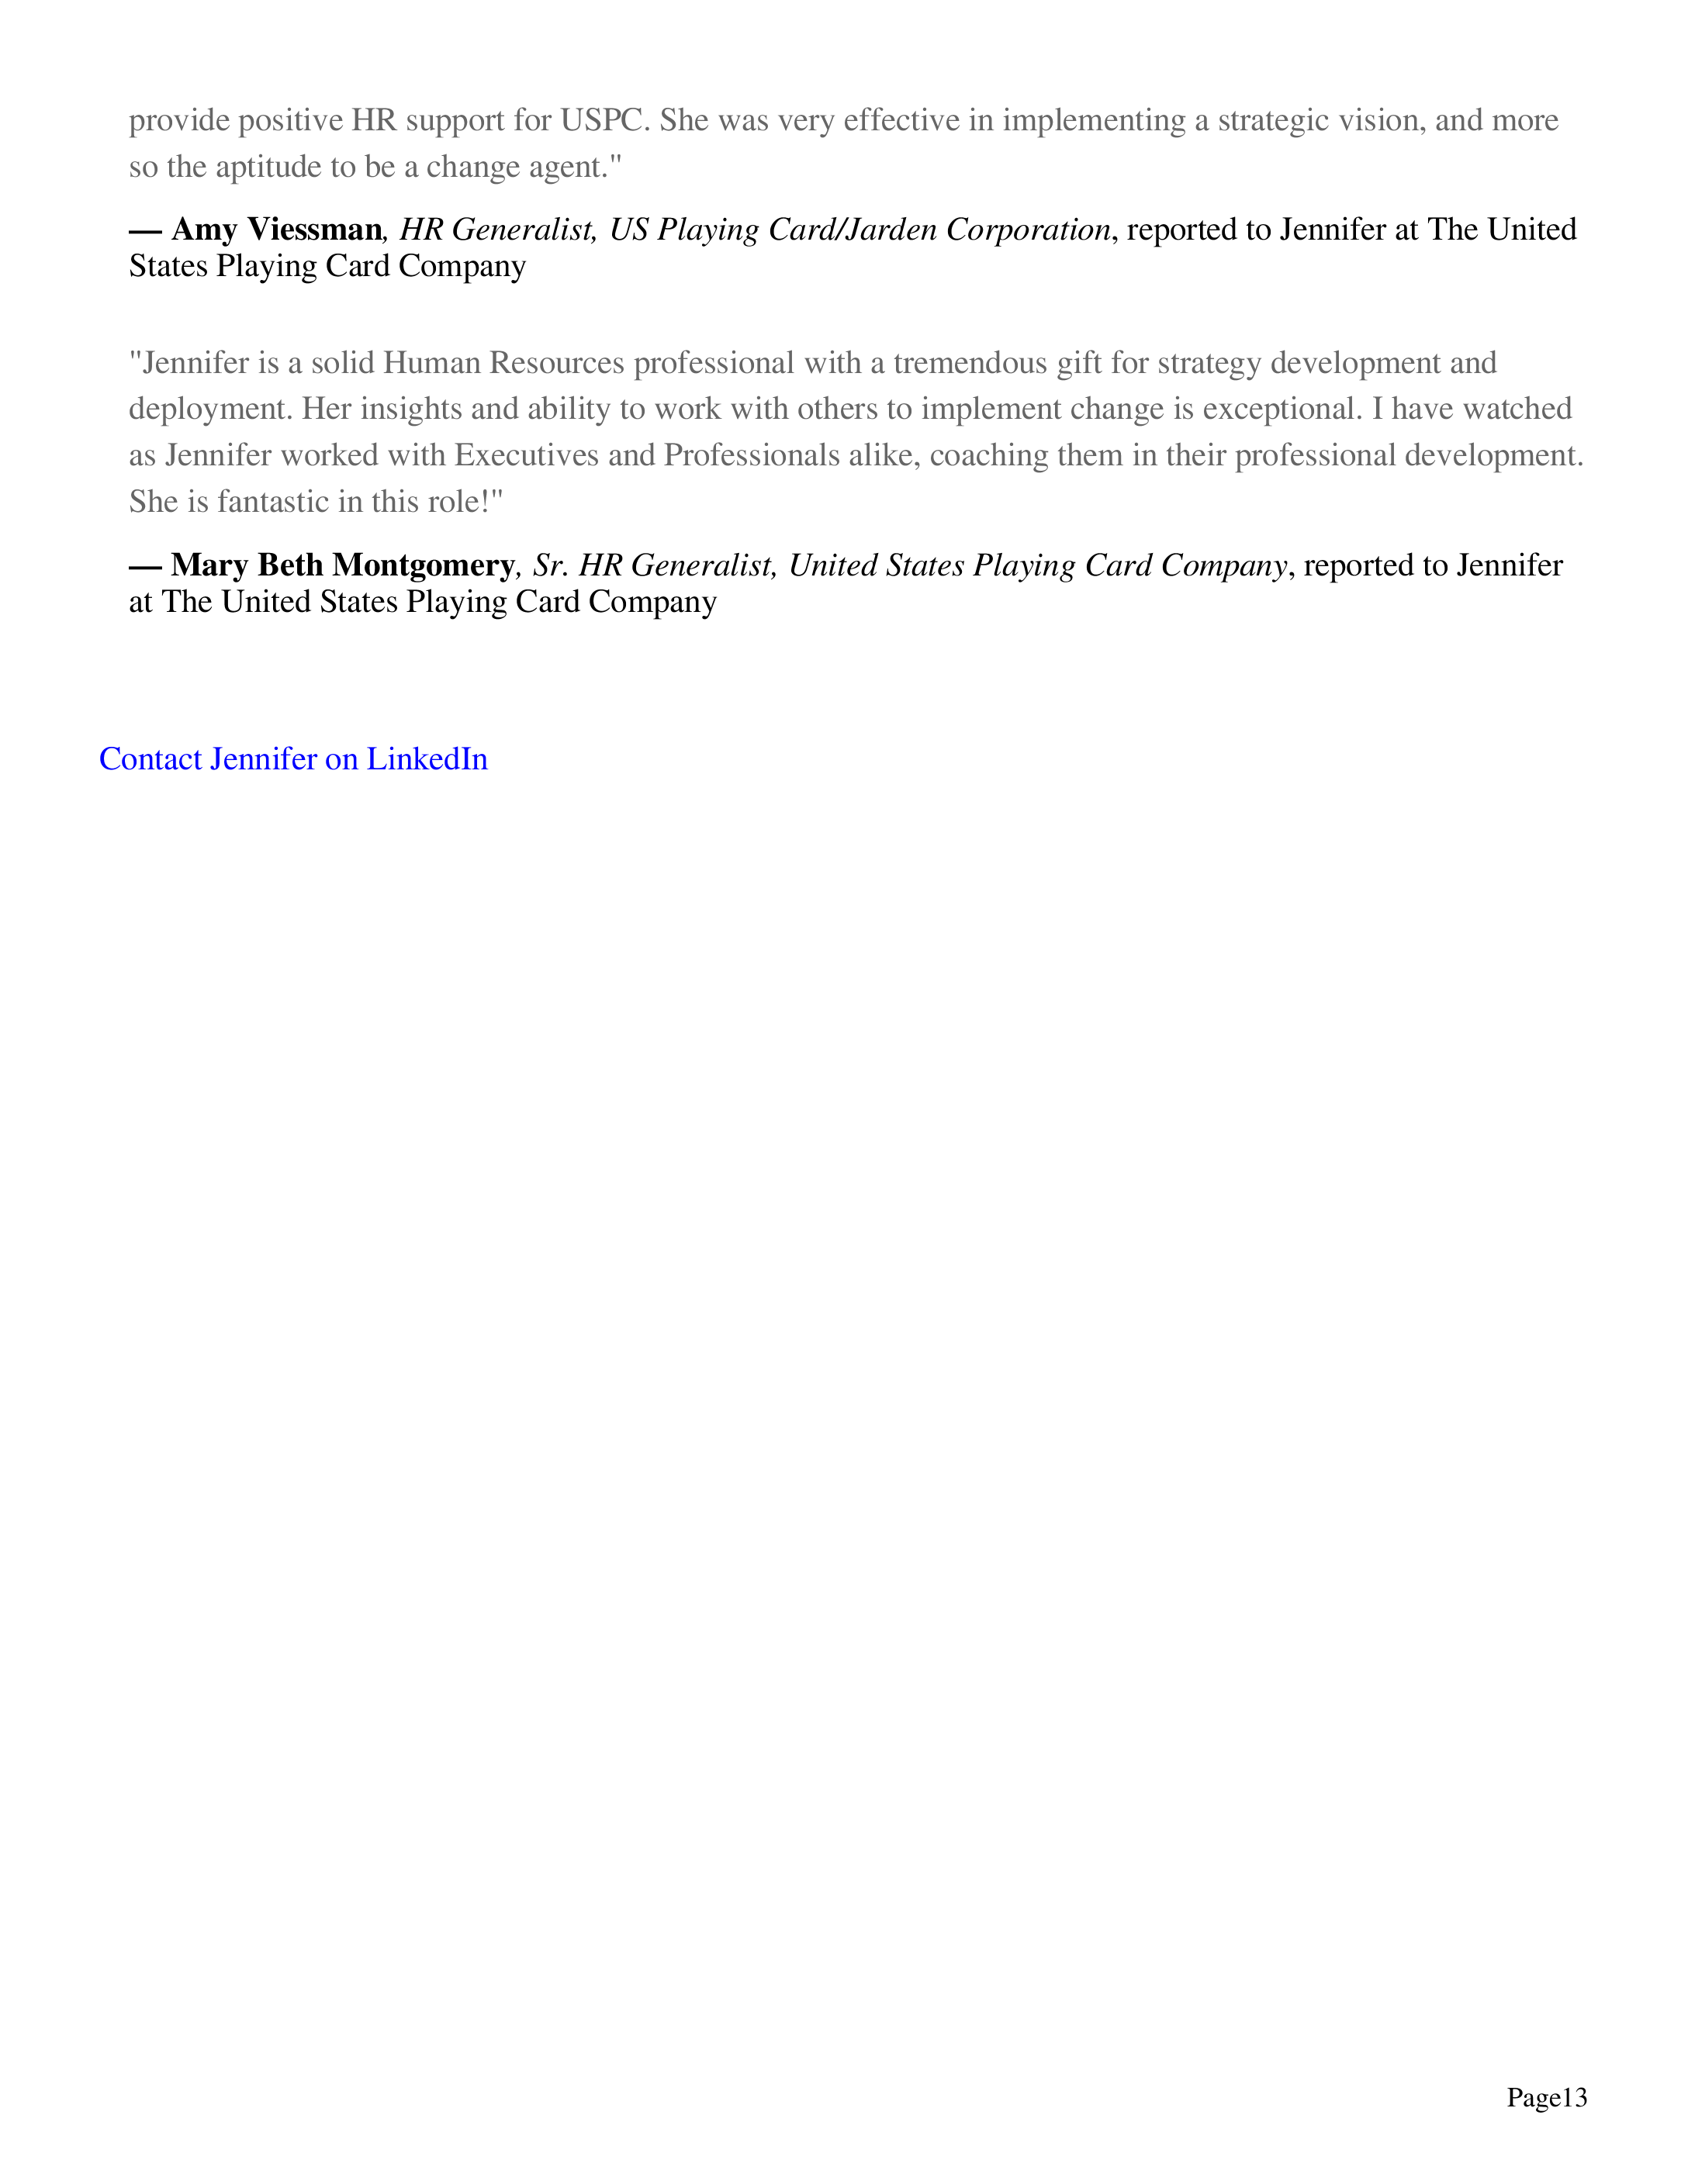 provide positive HR support for USPC. She was very effective in implementing a strategic vision, and more
so the aptitude to be a change agent."
— Amy Viessman, HR Generalist, US Playing Card/Jarden Corporation, reported to Jennifer at The United
States Playing Card Company
"Jennifer is a solid Human Resources professional with a tremendous gift for strategy development and
deployment. Her insights and ability to work with others to implement change is exceptional. I have watched
as Jennifer worked with Executives and Professionals alike, coaching them in their professional development.
She is fantastic in this role!"
— Mary Beth Montgomery, Sr. HR Generalist, United States Playing Card Company, reported to Jennifer
at The United States Playing Card Company
Contact Jennifer on LinkedIn
Page13